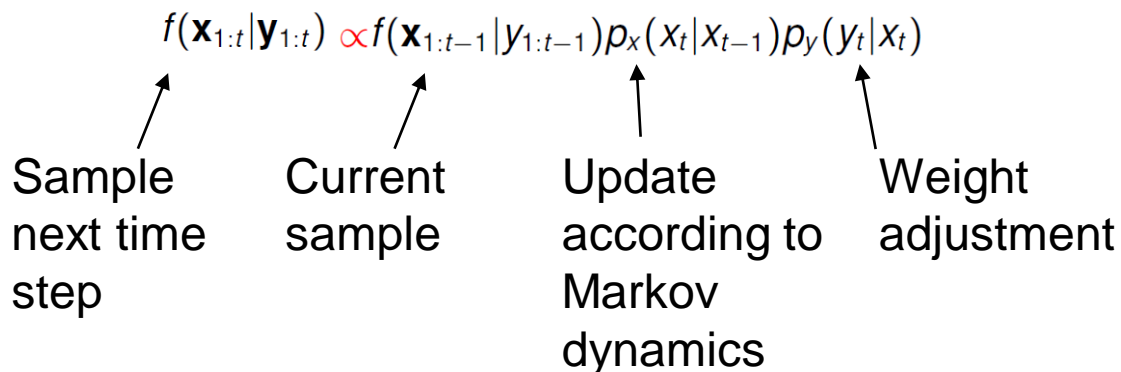 f(𝐱₁:ₜ|𝐲₁:ₜ) ∝f(𝐱₁:ₜ₋₁|y₁:ₜ₋₁)pₓ(xₜ|xₜ₋₁)p_y(yₜ|xₜ)
Sample
next time
step
Current
sample
Update
according to
Markov
dynamics
Weight
adjustment